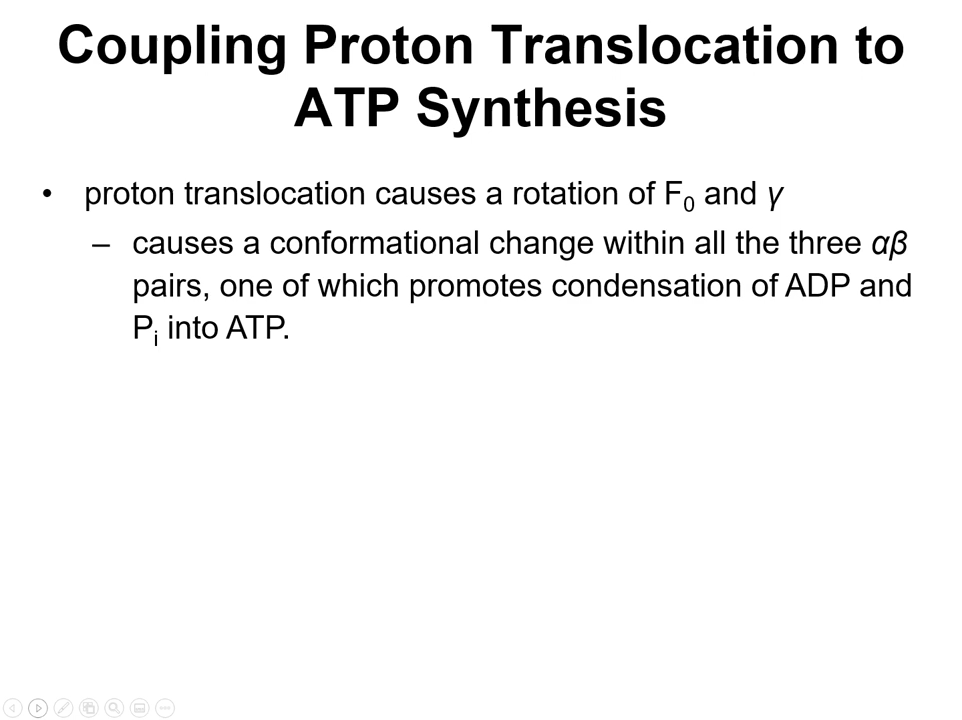 Coupling Proton Translocation to
ATP Synthesis
• proton translocation causes a rotation of F₀ and γ
– causes a conformational change within all the three αβ
pairs, one of which promotes condensation of ADP and
Pᵢ into ATP.